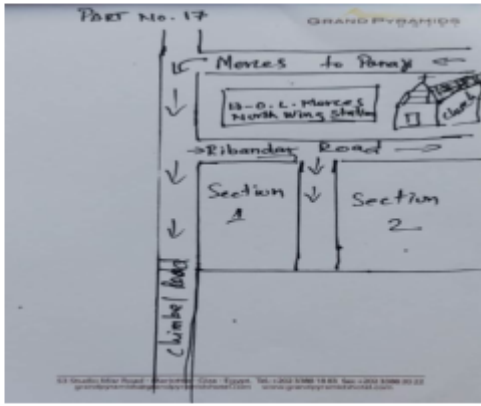 PART No. 17
GRAND PYRAMIDS
Merces to Panaji
H.O.L. Merces
North Wing Station
Church
Ribandar Road
Section
1
Section
2
Chimbel Road